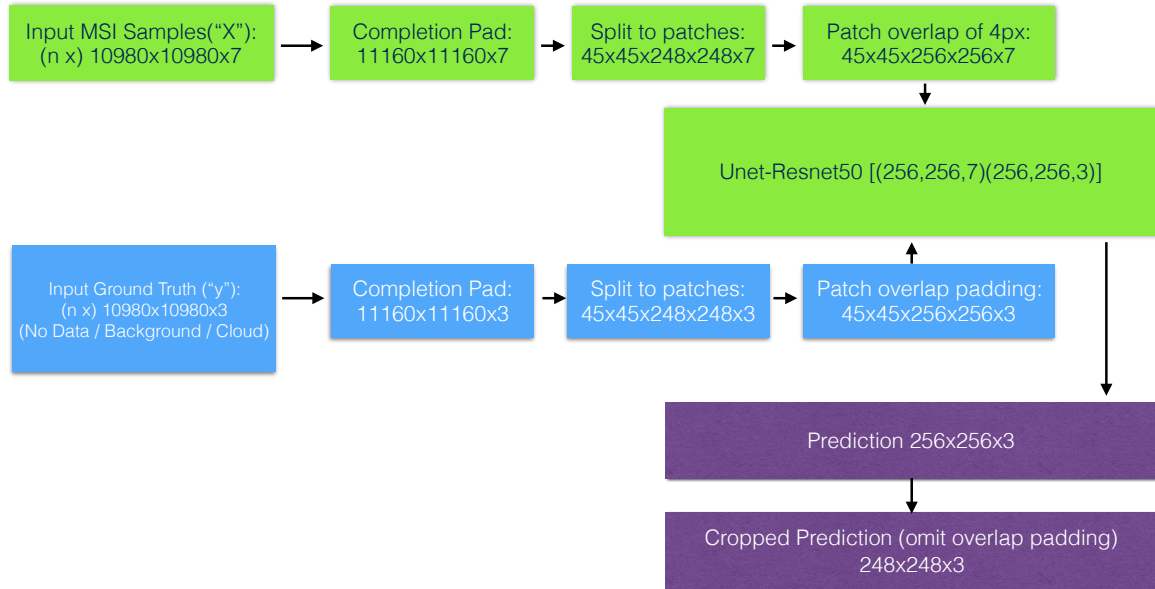 Input MSI Samples(“X”):
(n x) 10980x10980x7
Completion Pad:
11160x11160x7
Split to patches:
45x45x248x248x7
Patch overlap of 4px:
45x45x256x256x7
Unet-Resnet50 [(256,256,7)(256,256,3)]
Input Ground Truth (“y”):
(n x) 10980x10980x3
(No Data / Background / Cloud)
Completion Pad:
11160x11160x3
Split to patches:
45x45x248x248x3
Patch overlap padding:
45x45x256x256x3
Prediction 256x256x3
Cropped Prediction (omit overlap padding)
248x248x3